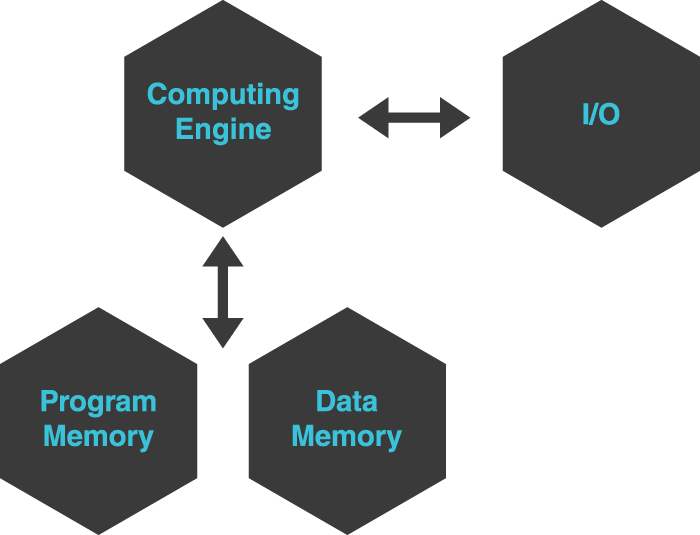 Computing
Engine
I/O
Program
Memory
Data
Memory